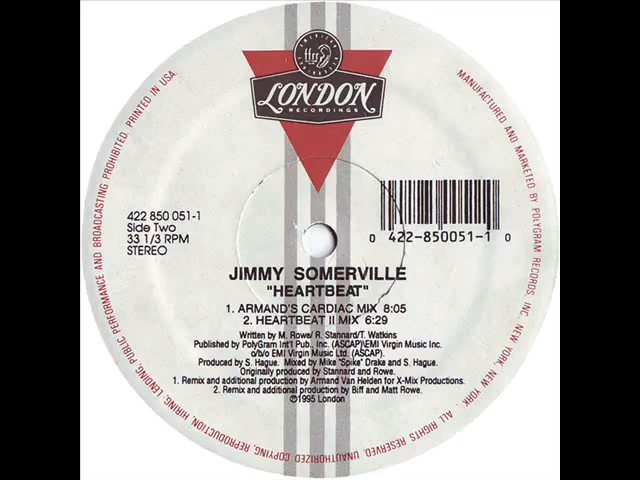 LONDON
RECORDINGS
422 850 051-1
Side Two
33 1/3 RPM
STEREO
0 422-850051-1 0
JIMMY SOMERVILLE
"HEARTBEAT"
1. ARMAND'S CARDIAC MIX 8:05
2. HEARTBEAT II MIX 6:29
Written by M. Rowe/ R. Stannard/T. Watkins
Published by PolyGram Int'l Pub., Inc. (ASCAP)\EMI Virgin Music Inc.
o/b/o EMI Virgin Music Ltd. (ASCAP).
Produced by S. Hague. Mixed by Mike "Spike" Drake and S. Hague.
Originally produced by Stannard and Rowe.
1. Remix and additional production by Armand Van Helden for X-Mix Productions.
2. Remix and additional production by Biff and Matt Rowe.
℗1995 London
MANUFACTURED AND MARKETED BY POLYGRAM RECORDS, INC. NEW YORK, NEW YORK. ALL RIGHTS RESERVED. UNAUTHORIZED COPYING, REPRODUCTION, HIRING, LENDING, PUBLIC PERFORMANCE AND BROADCASTING PROHIBITED. PRINTED IN USA.